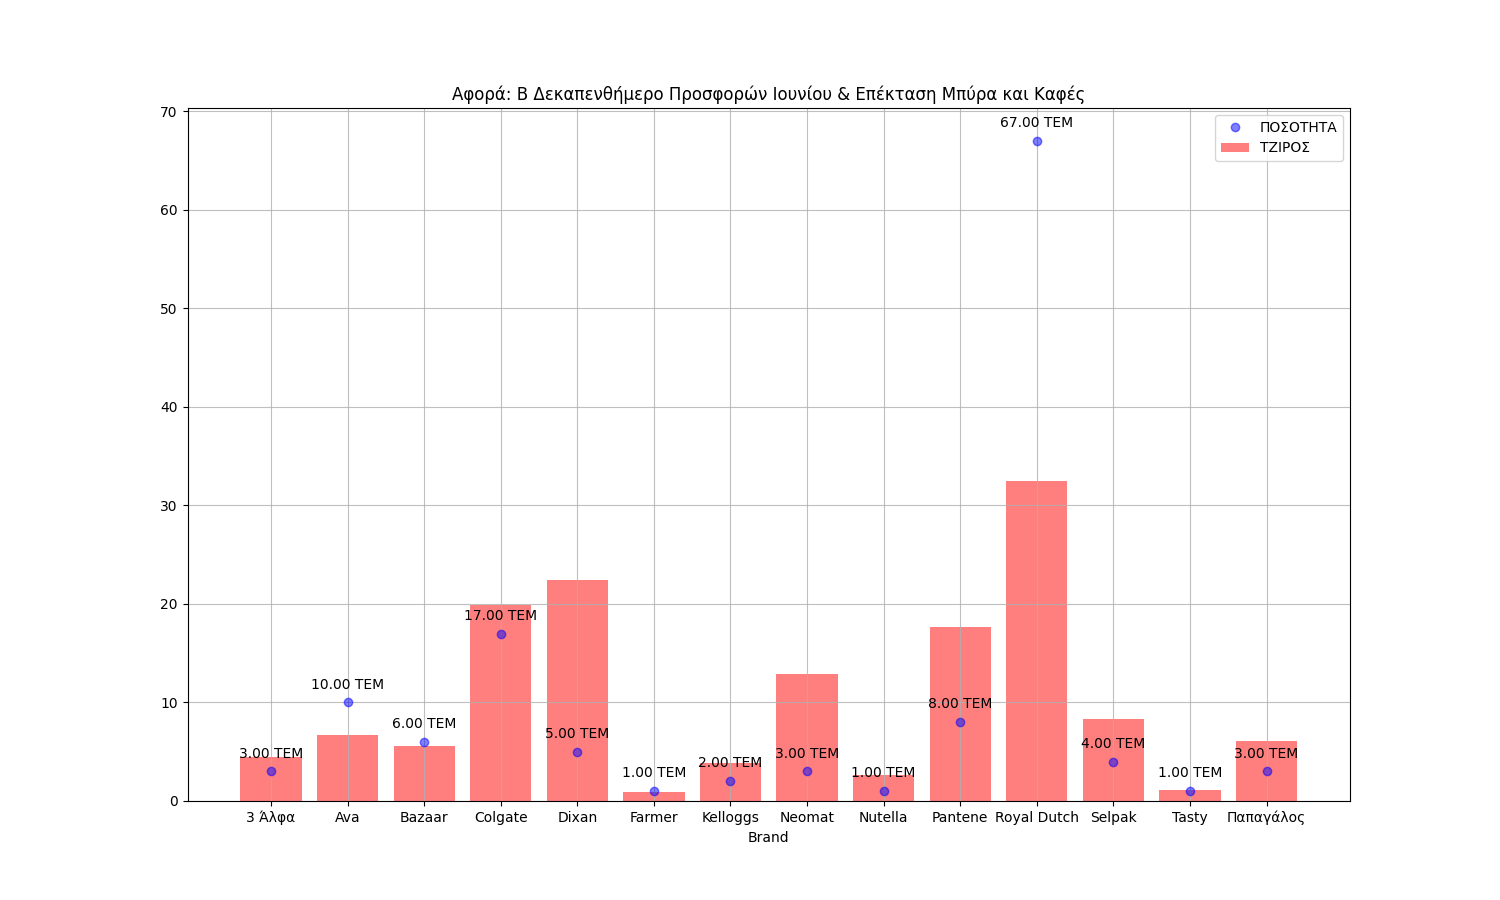 Αφορά: Β Δεκαπενθήμερο Προσφορών Ιουνίου & Επέκταση Μπύρα και Καφές
ΠΟΣΟΤΗΤΑ
ΤΖΙΡΟΣ
70
60
50
40
30
20
10
0
67.00 TEM
17.00 TEM
10.00 TEM
6.00 TEM
3.00 TEM
5.00 TEM
1.00 TEM
2.00 TEM
3.00 TEM
1.00 TEM
8.00 TEM
4.00 TEM
1.00 TEM
3.00 TEM
3 Άλφα Ava Bazaar Colgate Dixan Farmer Kelloggs Neomat Nutella Pantene Royal Dutch Selpak Tasty Παπαγάλος
Brand